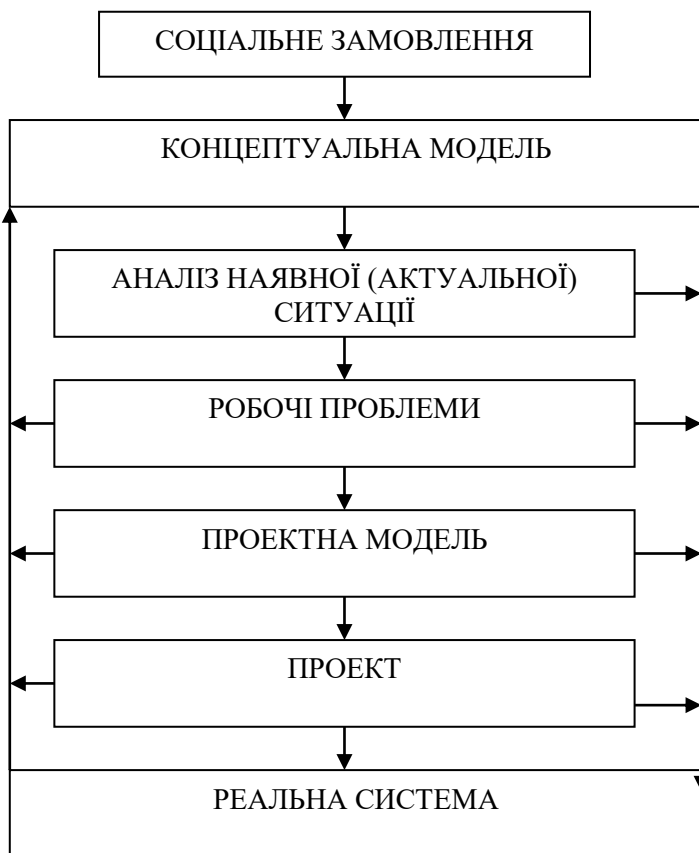 СОЦІАЛЬНЕ ЗАМОВЛЕННЯ
КОНЦЕПТУАЛЬНА МОДЕЛЬ
АНАЛІЗ НАЯВНОЇ (АКТУАЛЬНОЇ)
СИТУАЦІЇ
РОБОЧІ ПРОБЛЕМИ
ПРОЕКТНА МОДЕЛЬ
ПРОЕКТ
РЕАЛЬНА СИСТЕМА